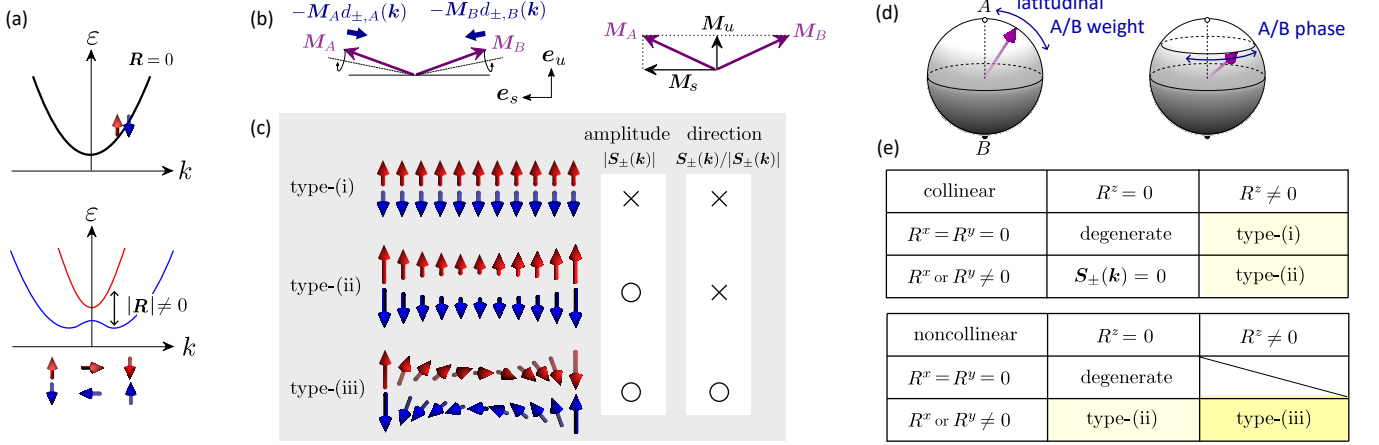 (a)
ε
R = 0
k
ε
|R| ≠ 0
k
(b)
−M_A d_{±,A}(k)
−M_B d_{±,B}(k)
M_A
M_B
e_u
e_s
M_A
M_u
M_B
M_s
(c)
amplitude
direction
|S_±(k)|
S_±(k)/|S_±(k)|
type-(i)
×
×
type-(ii)
○
×
type-(iii)
○
○
(d)
A
latitudinal
A/B weight
A/B phase
B
(e)
collinear
R^z = 0
R^z ≠ 0
R^x = R^y = 0
degenerate
type-(i)
R^x or R^y ≠ 0
S_±(k) = 0
type-(ii)
noncollinear
R^z = 0
R^z ≠ 0
R^x = R^y = 0
degenerate
R^x or R^y ≠ 0
type-(ii)
type-(iii)